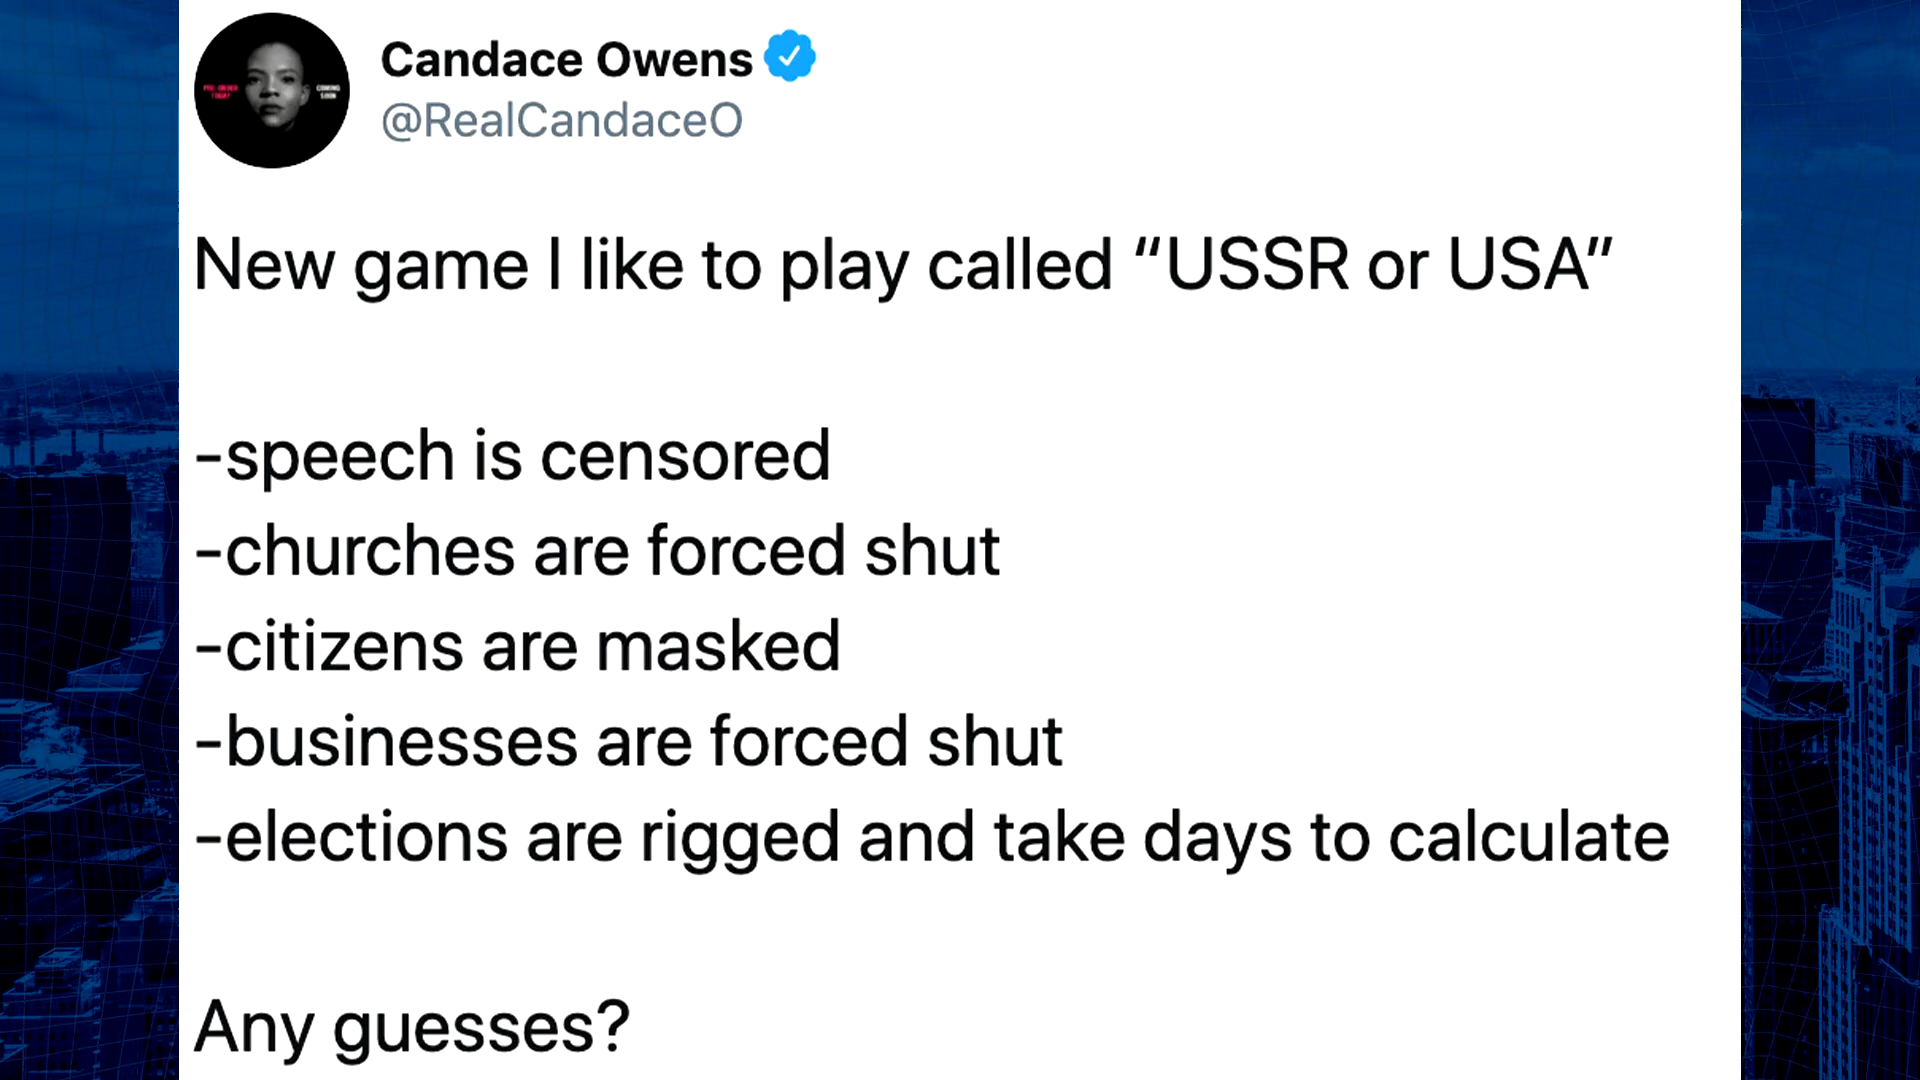 Candace Owens
@RealCandaceO
New game I like to play called “USSR or USA”
-speech is censored
-churches are forced shut
-citizens are masked
-businesses are forced shut
-elections are rigged and take days to calculate
Any guesses?